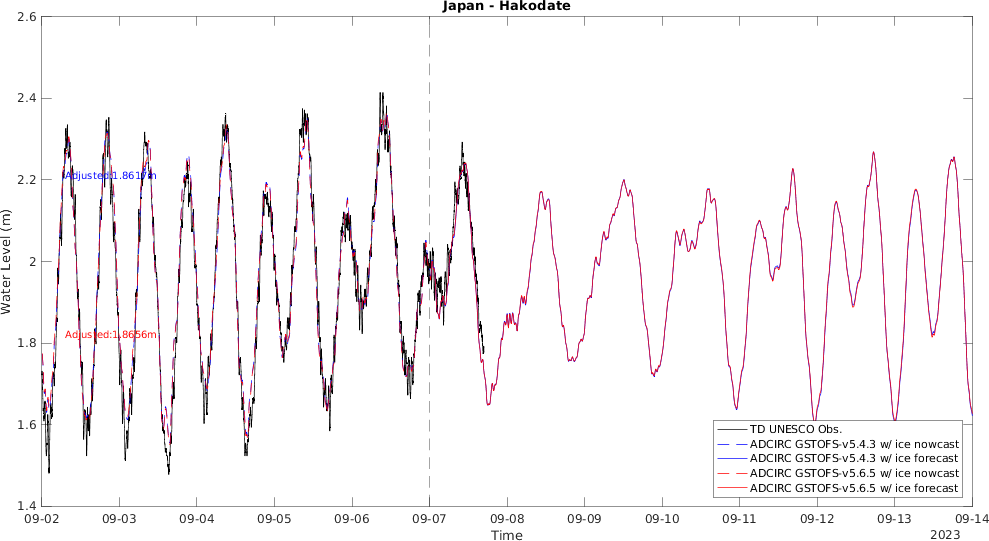 Japan - Hakodate
Water Level (m)
2.6
2.4
2.2
2
1.8
1.6
1.4
Adjusted:1.8617m
Adjusted:1.8656m
TD UNESCO Obs.
ADCIRC GSTOFS-v5.4.3 w/ ice nowcast
ADCIRC GSTOFS-v5.4.3 w/ ice forecast
ADCIRC GSTOFS-v5.6.5 w/ ice nowcast
ADCIRC GSTOFS-v5.6.5 w/ ice forecast
09-02 09-03 09-04 09-05 09-06 09-07 09-08 09-09 09-10 09-11 09-12 09-13 09-14
Time
2023